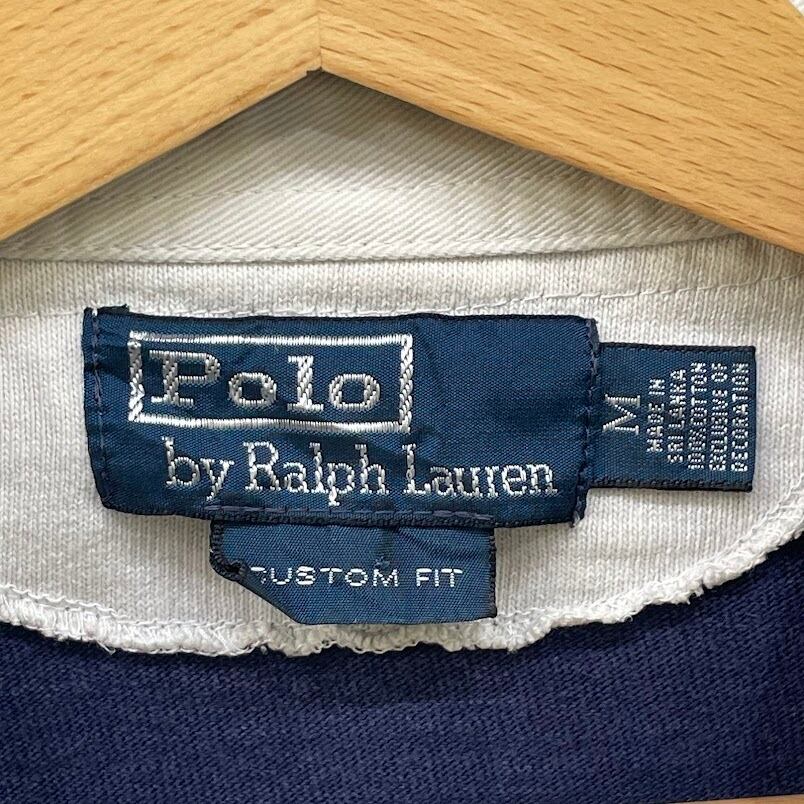 Polo
by Ralph Lauren
CUSTOM FIT
M
MADE IN
SRI LANKA
100% COTTON
EXCLUSIVE OF
DECORATION